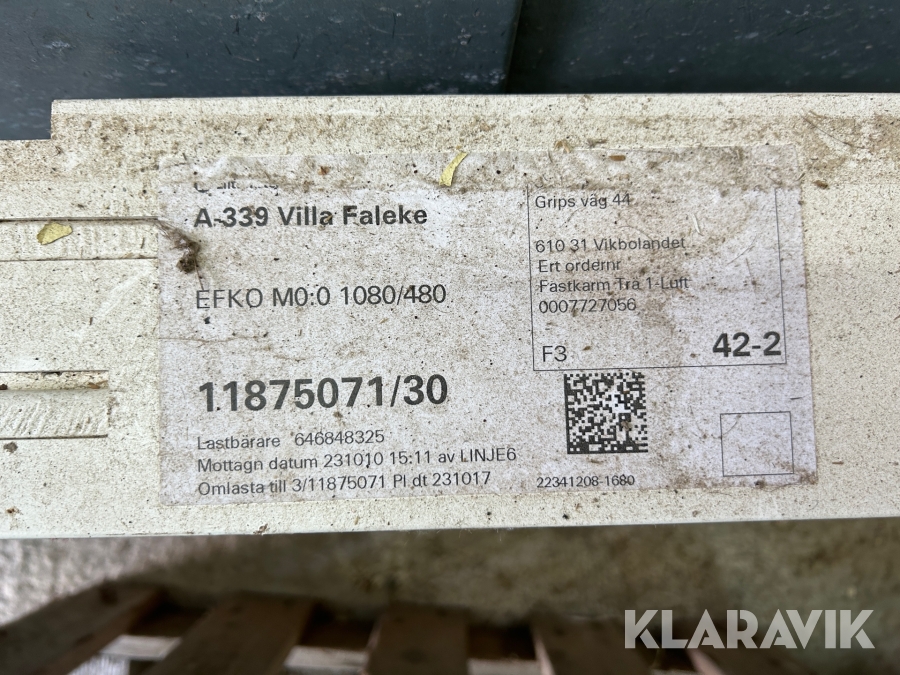 A-339 Villa Faleke
EFKO M0:0 1080/480
11875071/30
Lastbärare 646848325
Mottagn datum 231010 15:11 av LINJE6
Omlasta till 3/11875071 Pl dt 231017
Grips väg 44
610 31 Vikbolandet
Ert ordernr
Fastkarm Trä 1-Luft
0007727056
F3 42-2
22341208-1680
KLARAVIK